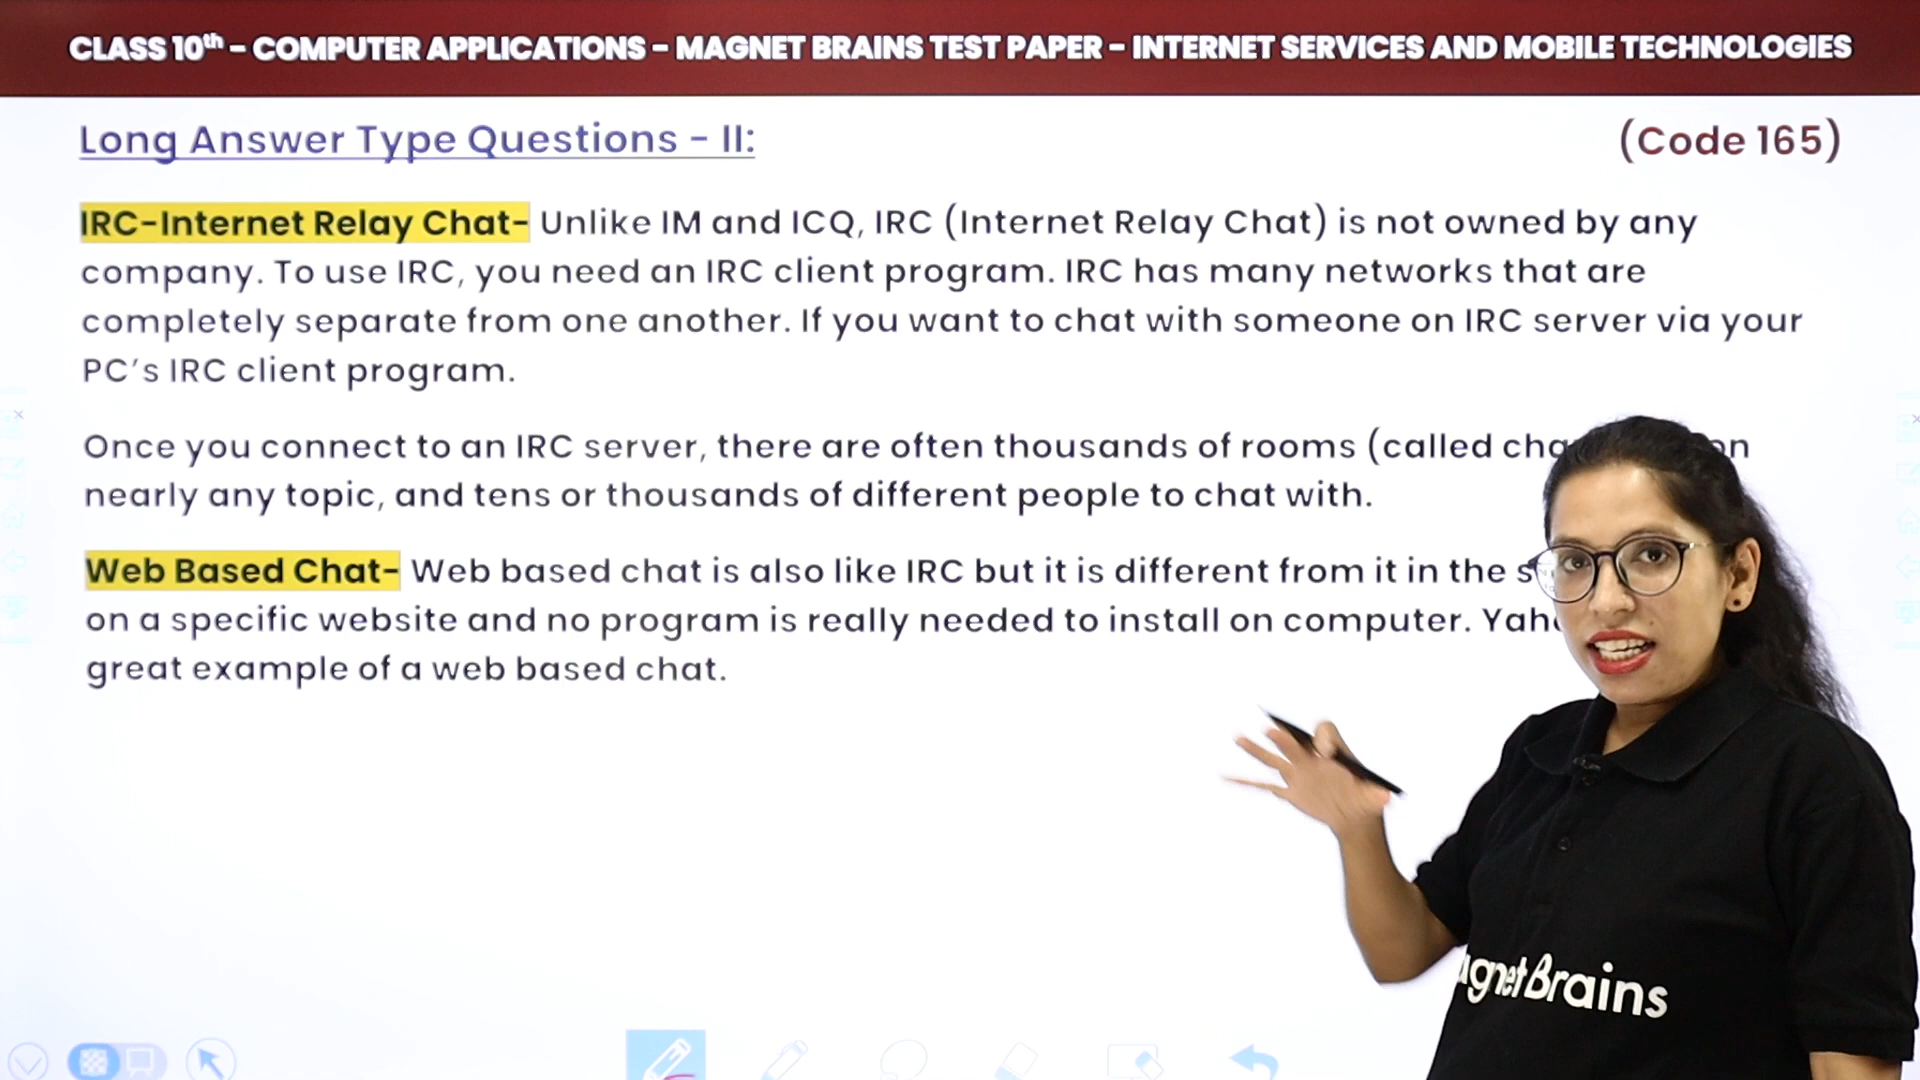 CLASS 10th - COMPUTER APPLICATIONS - MAGNET BRAINS TEST PAPER - INTERNET SERVICES AND MOBILE TECHNOLOGIES
Long Answer Type Questions - II: (Code 165)
IRC-Internet Relay Chat- Unlike IM and ICQ, IRC (Internet Relay Chat) is not owned by any
company. To use IRC, you need an IRC client program. IRC has many networks that are
completely separate from one another. If you want to chat with someone on IRC server via your
PC's IRC client program.
Once you connect to an IRC server, there are often thousands of rooms (called
nearly any topic, and tens or thousands of different people to chat with.
Web Based Chat- Web based chat is also like IRC but it is different from it in the
on a specific website and no program is really needed to install on computer.
great example of a web based chat.
Brains